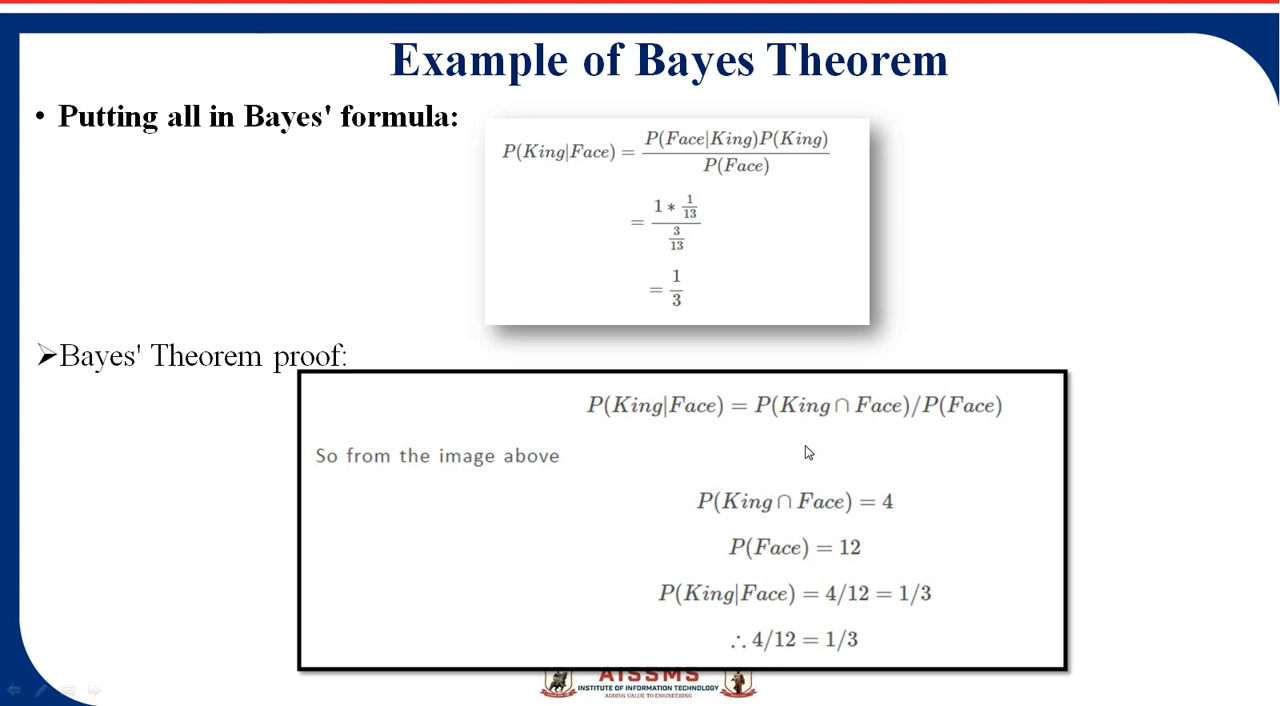 Example of Bayes Theorem
• Putting all in Bayes' formula:
P(King|Face) = P(Face|King)P(King) / P(Face)
= 1 * 1/13 / 3/13
= 1/3
➤Bayes' Theorem proof:
P(King|Face) = P(King ∩ Face)/P(Face)
So from the image above
P(King ∩ Face) = 4
P(Face) = 12
P(King|Face) = 4/12 = 1/3
∴ 4/12 = 1/3
AISSMS
INSTITUTE OF INFORMATION TECHNOLOGY
ADDING VALUE TO ENGINEERING